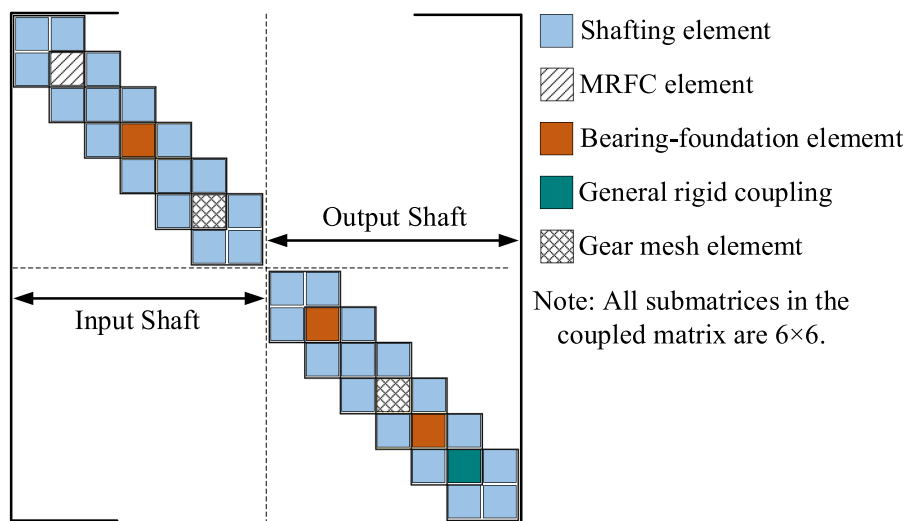 Shafting element
MRFC element
Bearing-foundation elememt
General rigid coupling
Gear mesh elememt
Note: All submatrices in the
coupled matrix are 6×6.
Output Shaft
Input Shaft